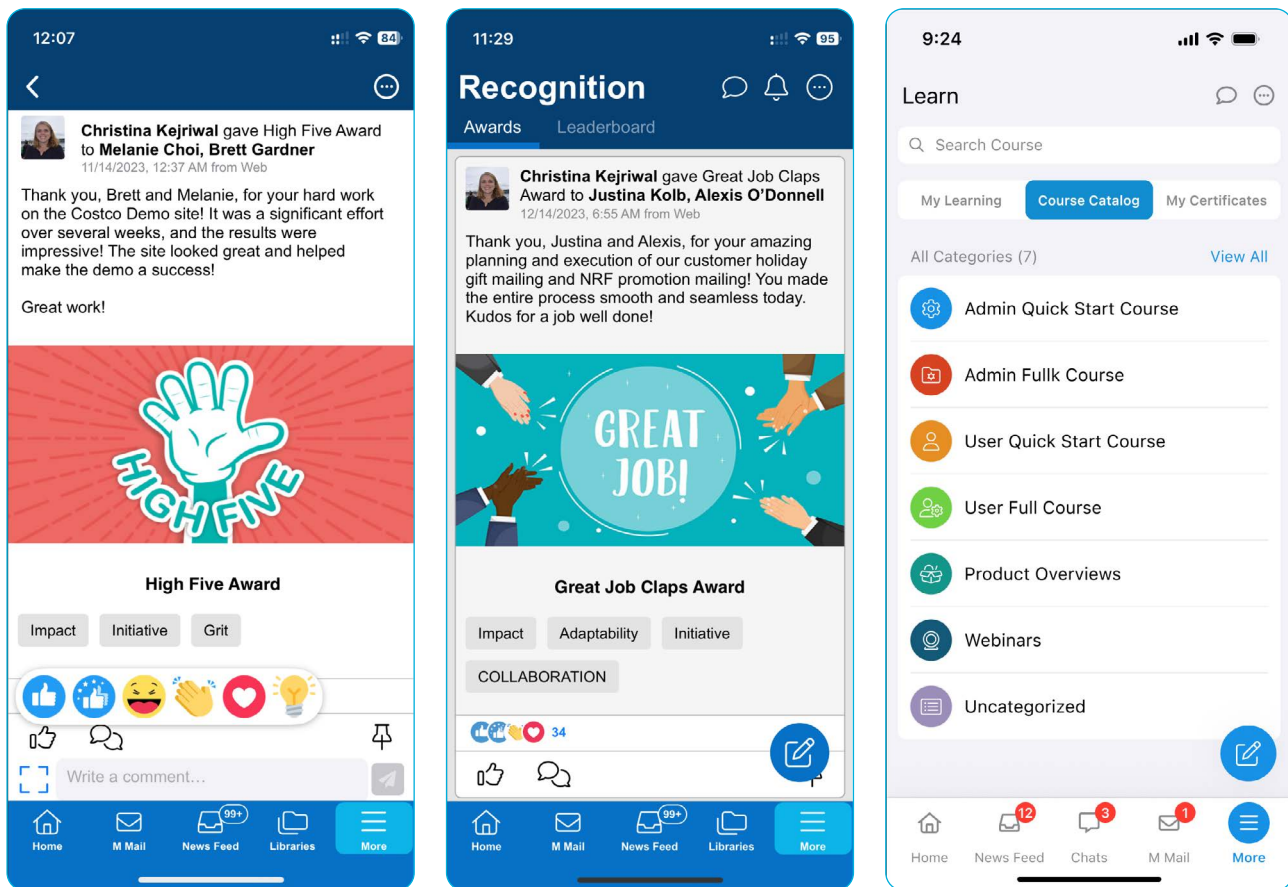 12:07
84
Christina Kejriwal gave High Five Award
to Melanie Choi, Brett Gardner
11/14/2023, 12:37 AM from Web
Thank you, Brett and Melanie, for your hard work
on the Costco Demo site! It was a significant effort
over several weeks, and the results were
impressive! The site looked great and helped
make the demo a success!
Great work!
HIGH FIVE
High Five Award
Impact
Initiative
Grit
Write a comment...
99+
Home
M Mail
News Feed
Libraries
More
11:29
95
Recognition
Awards
Leaderboard
Christina Kejriwal gave Great Job Claps
Award to Justina Kolb, Alexis O'Donnell
12/14/2023, 6:55 AM from Web
Thank you, Justina and Alexis, for your amazing
planning and execution of our customer holiday
gift mailing and NRF promotion mailing! You made
the entire process smooth and seamless today.
Kudos for a job well done!
GREAT
JOB!
Great Job Claps Award
Impact
Adaptability
Initiative
COLLABORATION
34
99+
Home
M Mail
News Feed
Libraries
More
9:24
Learn
Search Course
My Learning
Course Catalog
My Certificates
All Categories (7)
View All
Admin Quick Start Course
Admin Fullk Course
User Quick Start Course
User Full Course
Product Overviews
Webinars
Uncategorized
12
3
1
Home
News Feed
Chats
M Mail
More